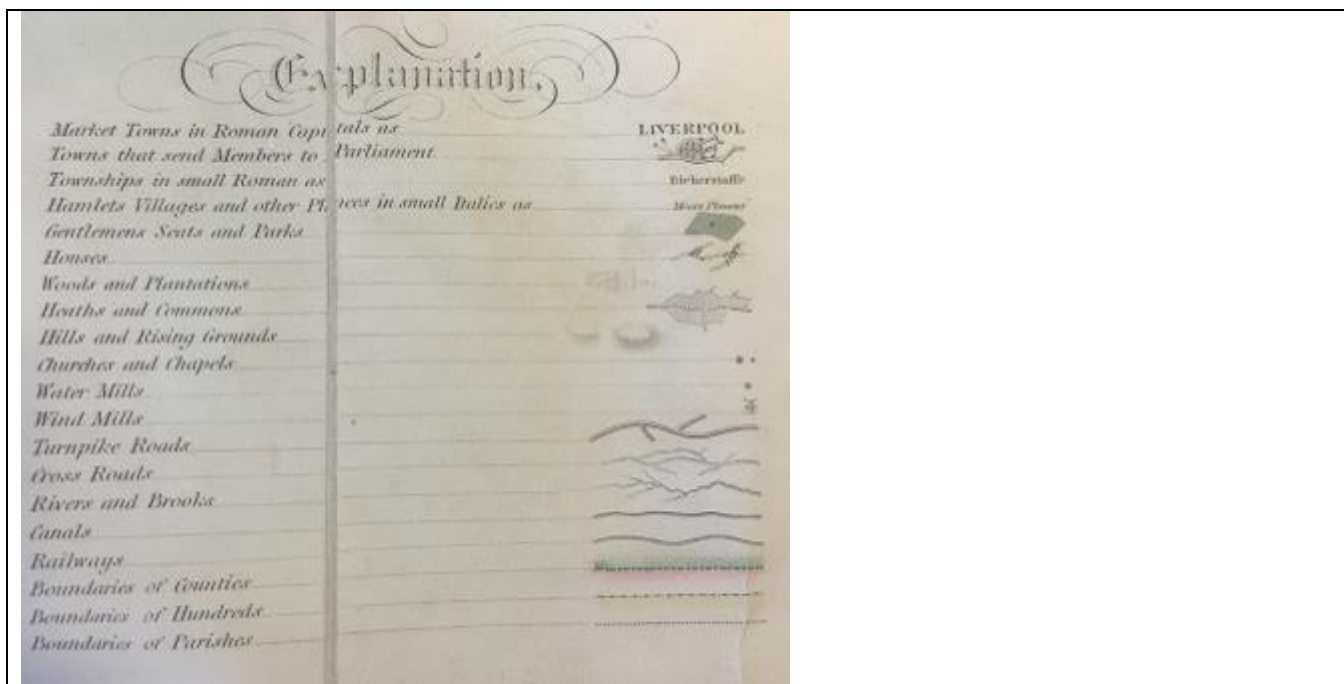 Explanation.
Market Towns in Roman Capitals as LIVERPOOL
Towns that send Members to Parliament
Townships in small Roman as Bickerstaffe
Hamlets Villages and other Places in small Italics as
Gentlemens Seats and Parks
Houses
Woods and Plantations
Heaths and Commons
Hills and Rising Grounds
Churches and Chapels
Water Mills
Wind Mills
Turnpike Roads
Cross Roads
Rivers and Brooks
Canals
Railways
Boundaries of Counties
Boundaries of Hundreds
Boundaries of Parishes